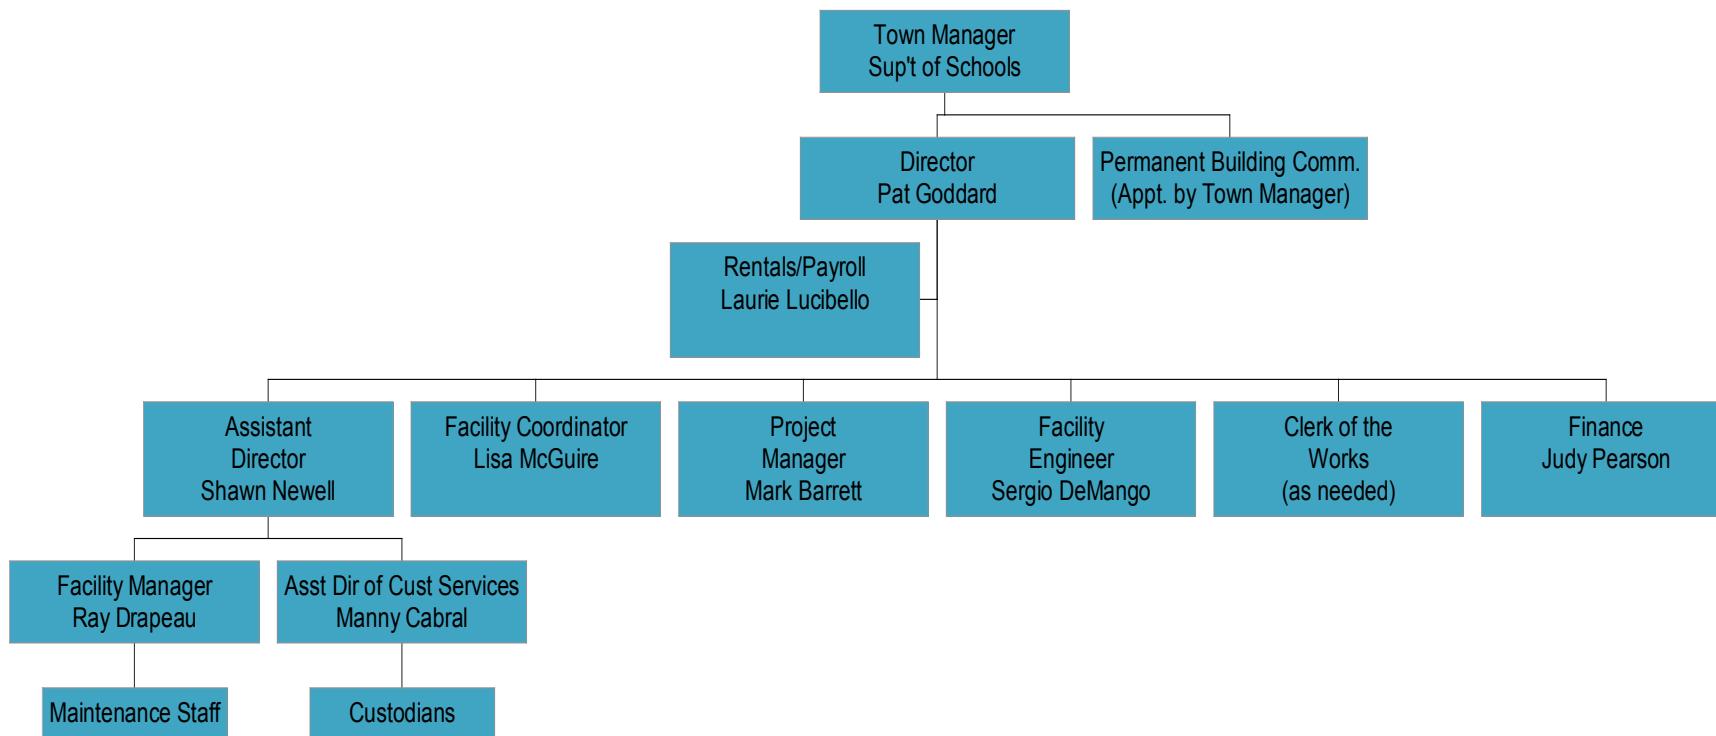 Town Manager
Sup't of Schools
Director
Pat Goddard
Permanent Building Comm.
(Appt. by Town Manager)
Rentals/Payroll
Laurie Lucibello
Assistant
Director
Shawn Newell
Facility Coordinator
Lisa McGuire
Project
Manager
Mark Barrett
Facility
Engineer
Sergio DeMango
Clerk of the
Works
(as needed)
Finance
Judy Pearson
Facility Manager
Ray Drapeau
Asst Dir of Cust Services
Manny Cabral
Maintenance Staff
Custodians